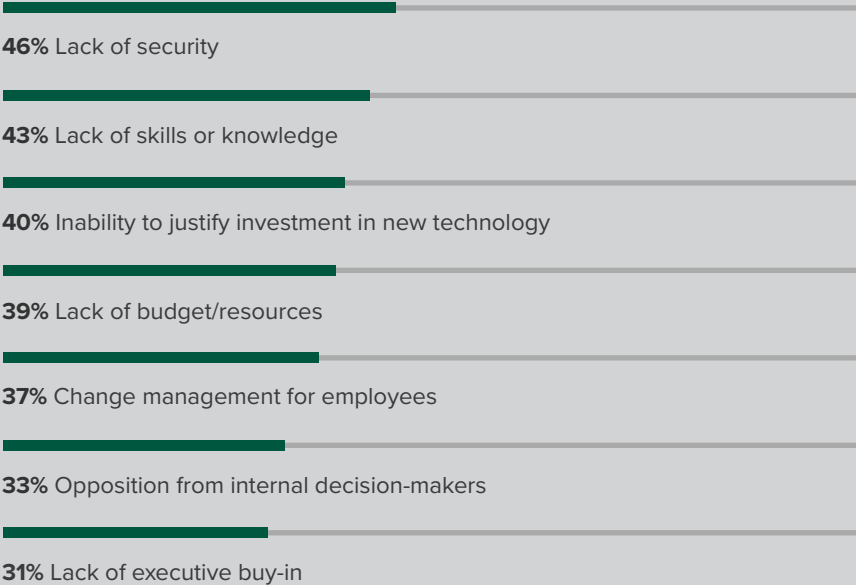 46% Lack of security
43% Lack of skills or knowledge
40% Inability to justify investment in new technology
39% Lack of budget/resources
37% Change management for employees
33% Opposition from internal decision-makers
31% Lack of executive buy-in